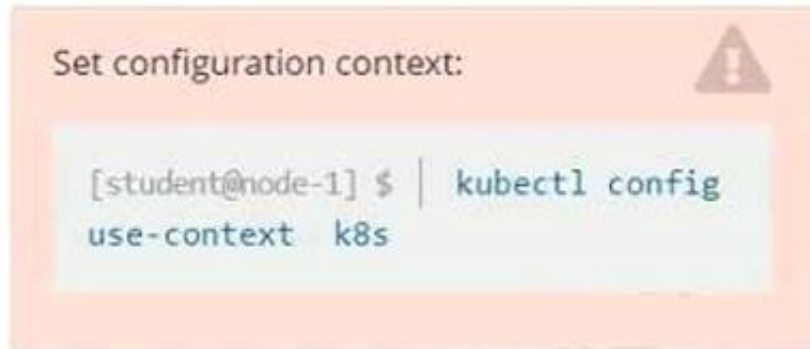 Set configuration context:
[student@node-1] $ | kubectl config
use-context k8s